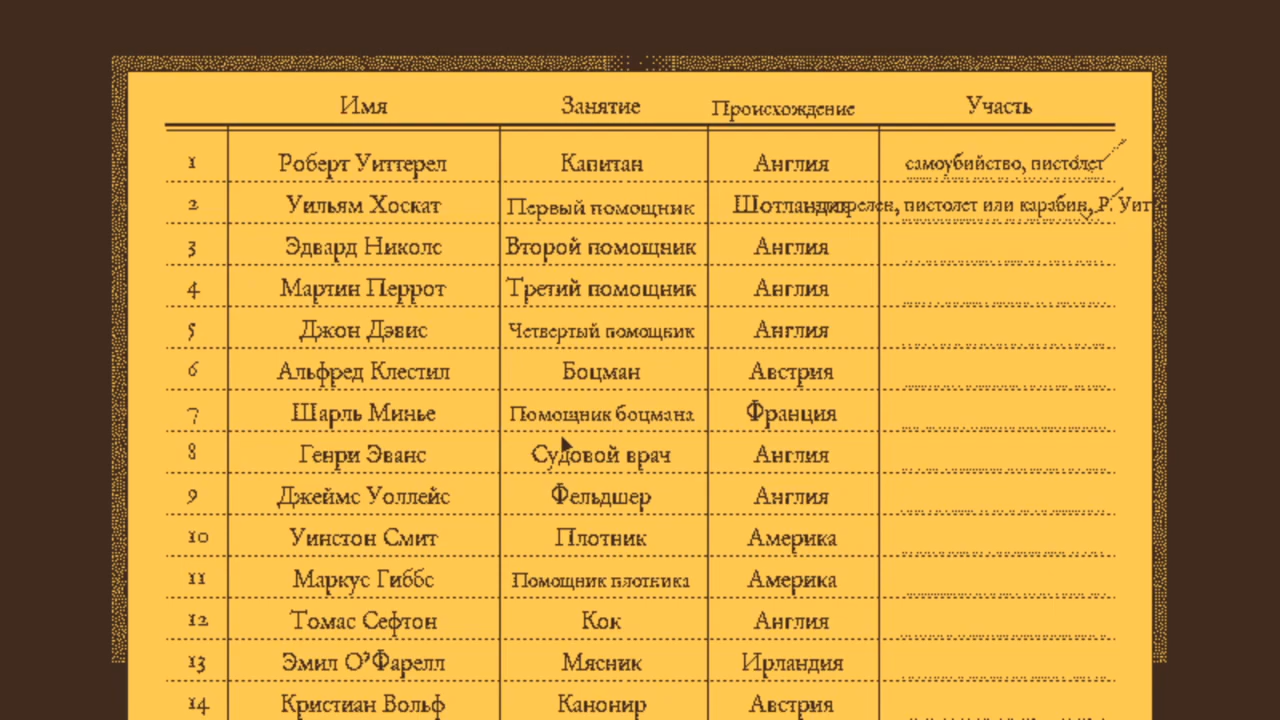 Имя Занятие Происхождение Участь
1 Роберт Уиттерел Капитан Англия самоубийство, пистолет
2 Уильям Хоскат Первый помощник пистолет или карабин, Р. Уит
3 Эдвард Николс Второй помощник Англия
4 Мартин Перрот Третий помощник Англия
5 Джон Дэвис Четвертый помощник Англия
6 Альфред Клестил Боцман Австрия
7 Шарль Минье Помощник боцмана Франция
8 Генри Эванс Судовой врач Англия
9 Джеймс Уоллейс Фельдшер Англия
10 Уинстон Смит Плотник Америка
11 Маркус Гиббс Помощник плотника Америка
12 Томас Сефтон Кок Англия
13 Эмил О'Фарелл Мясник Ирландия
14 Кристиан Вольф Канонир Австрия